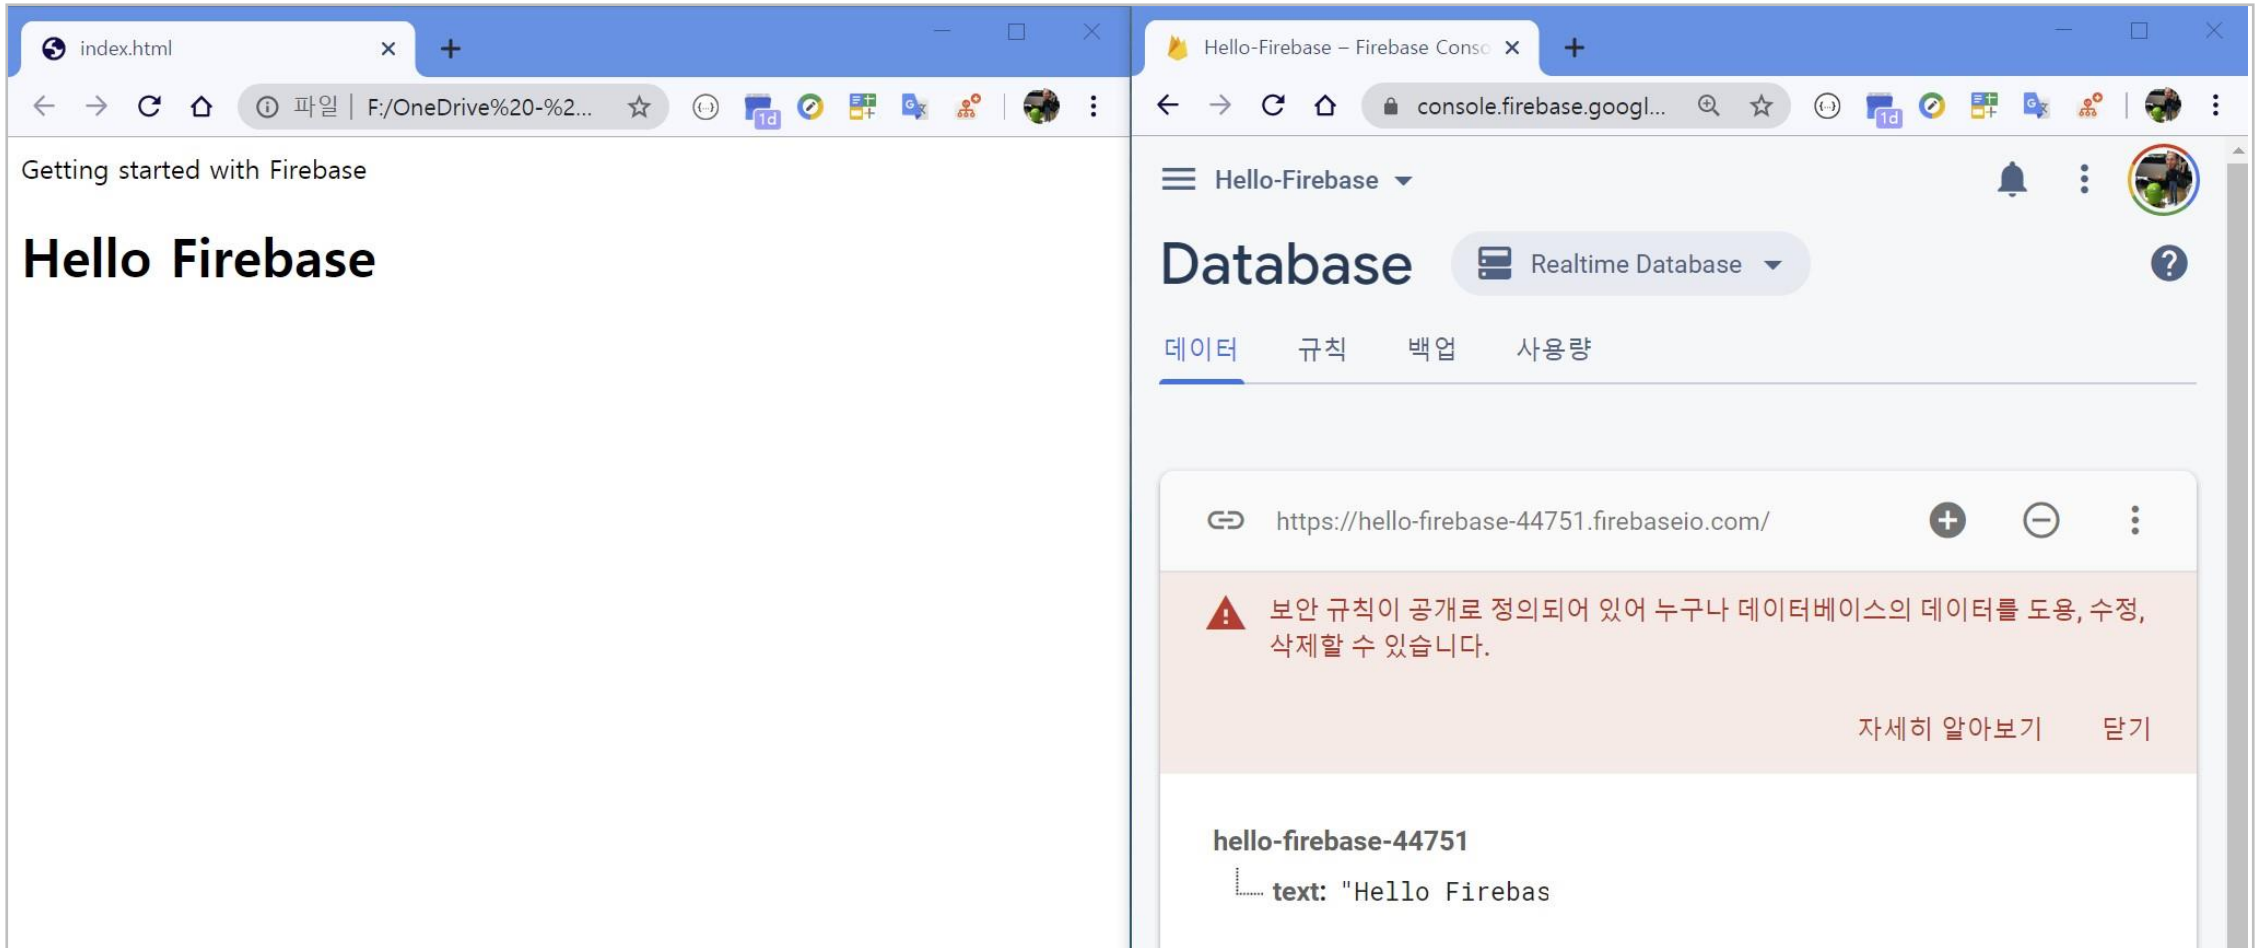 index.html
파일 | F:/OneDrive%20-%2...
1d
Getting started with Firebase
Hello Firebase
Hello-Firebase – Firebase Conso
console.firebase.googl...
1d
Hello-Firebase
Database
Realtime Database
데이터 규칙 백업 사용량
https://hello-firebase-44751.firebaseio.com/
보안 규칙이 공개로 정의되어 있어 누구나 데이터베이스의 데이터를 도용, 수정,
삭제할 수 있습니다.
자세히 알아보기 닫기
hello-firebase-44751
text: "Hello Firebas